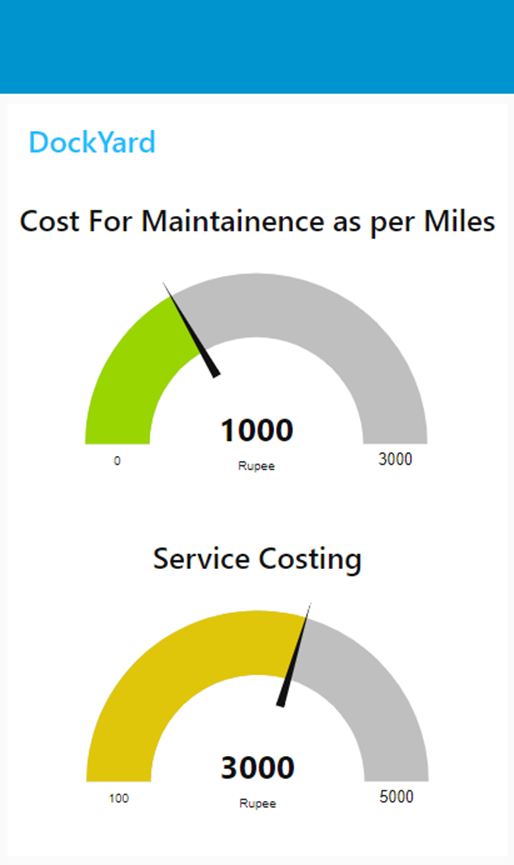 DockYard
Cost For Maintainence as per Miles
1000
0
Rupee
3000
Service Costing
3000
100
Rupee
5000